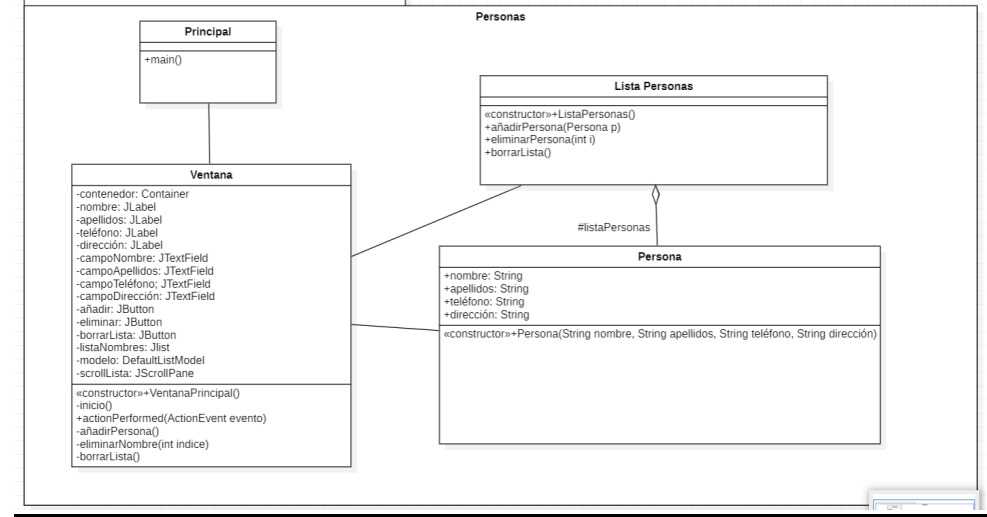 Personas
Principal
+main()
Lista Personas
«constructor»+ListaPersonas()
+añadirPersona(Persona p)
+eliminarPersona(int i)
+borrarLista()
Ventana
-contenedor: Container
-nombre: JLabel
-apellidos: JLabel
-teléfono: JLabel
-dirección: JLabel
-campoNombre: JTextField
-campoApellidos: JTextField
-campoTeléfono; JTextField
-campoDirección: JTextField
-añadir: JButton
-eliminar: JButton
-borrarLista: JButton
-listaNombres: Jlist
-modelo: DefaultListModel
-scrollLista: JScrollPane
«constructor»+VentanaPrincipal()
-inicio()
+actionPerformed(ActionEvent evento)
-añadirPersona()
-eliminarNombre(int indice)
-borrarLista()
#listaPersonas
Persona
+nombre: String
+apellidos: String
+teléfono: String
+dirección: String
«constructor»+Persona(String nombre, String apellidos, String teléfono, String dirección)